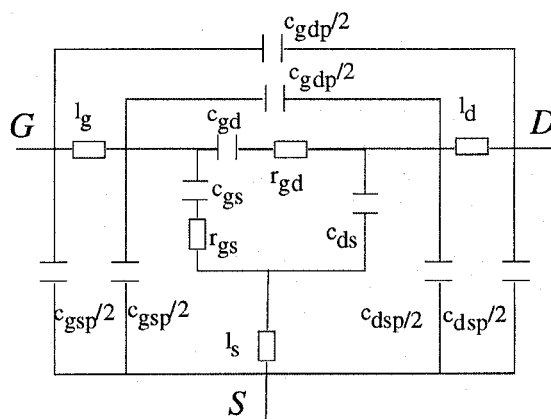 c_gdp/2
c_gdp/2
G
l_g
c_gd
l_d
D
r_gd
c_gs
r_gs
c_ds
c_gsp/2
c_gsp/2
l_s
c_dsp/2
c_dsp/2
S